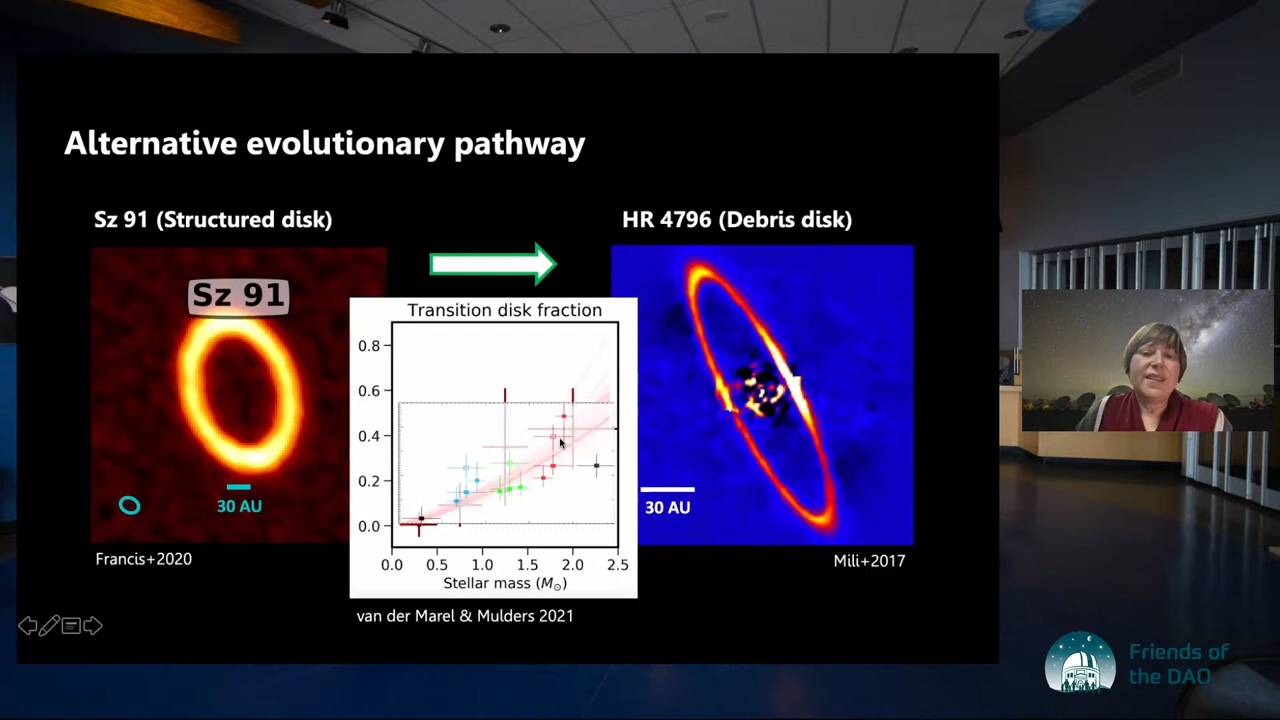 Alternative evolutionary pathway
Sz 91 (Structured disk)
HR 4796 (Debris disk)
Sz 91
30 AU
Francis+2020
Transition disk fraction
0.8
0.6
0.4
0.2
0.0
0.0 0.5 1.0 1.5 2.0 2.5
Stellar mass (M⊙)
van der Marel & Mulders 2021
30 AU
Mili+2017
Friends of
the DAO